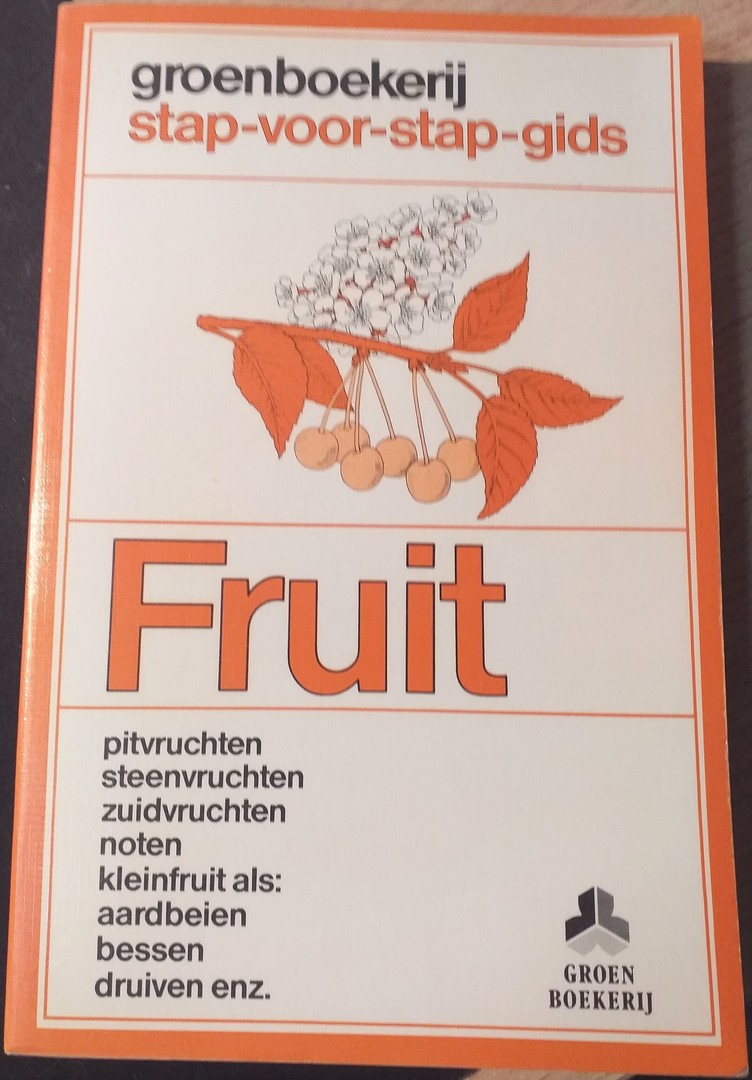 groenboekerij
stap-voor-stap-gids
Fruit
pitvruchten
steenvruchten
zuidvruchten
noten
kleinfruit als:
aardbeien
bessen
druiven enz.
GROEN
BOEKERIJ